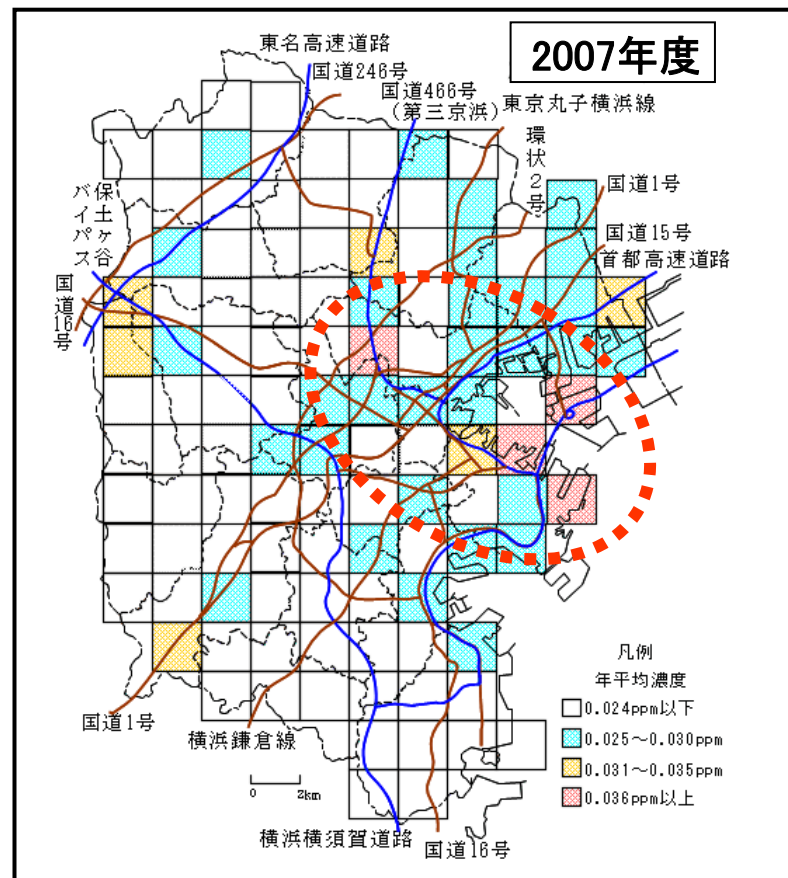 2007年度
東名高速道路
国道246号
国道466号
(第三京浜)
東京丸子横浜線
環状2号
国道1号
国道15号
首都高速道路
保土ヶ谷
バイパス
国道16号
国道1号
横浜鎌倉線
横浜横須賀道路
国道16号
0 2km
凡例
年平均濃度
0.024ppm以下
0.025～0.030ppm
0.031～0.035ppm
0.036ppm以上